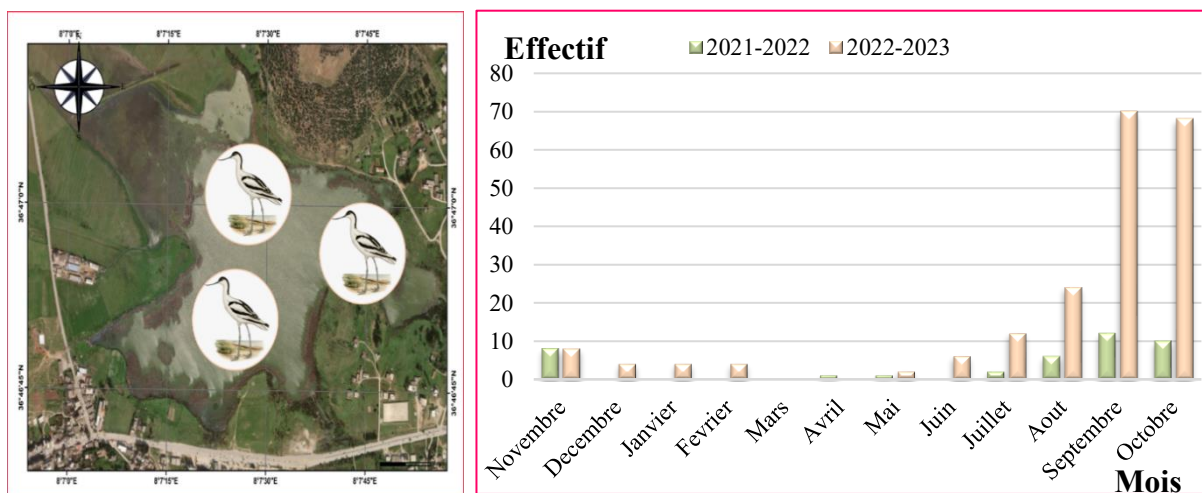 8°7'0"E 8°7'15"E 8°7'30"E 8°7'45"E
36°47'0"N 36°47'0"N
36°46'45"N 36°46'45"N
8°7'0"E 8°7'15"E 8°7'30"E 8°7'45"E
Effectif
2021-2022 2022-2023
80
70
60
50
40
30
20
10
0
Novembre
Decembre
Janvier
Fevrier
Mars
Avril
Mai
Juin
Juillet
Aout
Septembre
Octobre
Mois